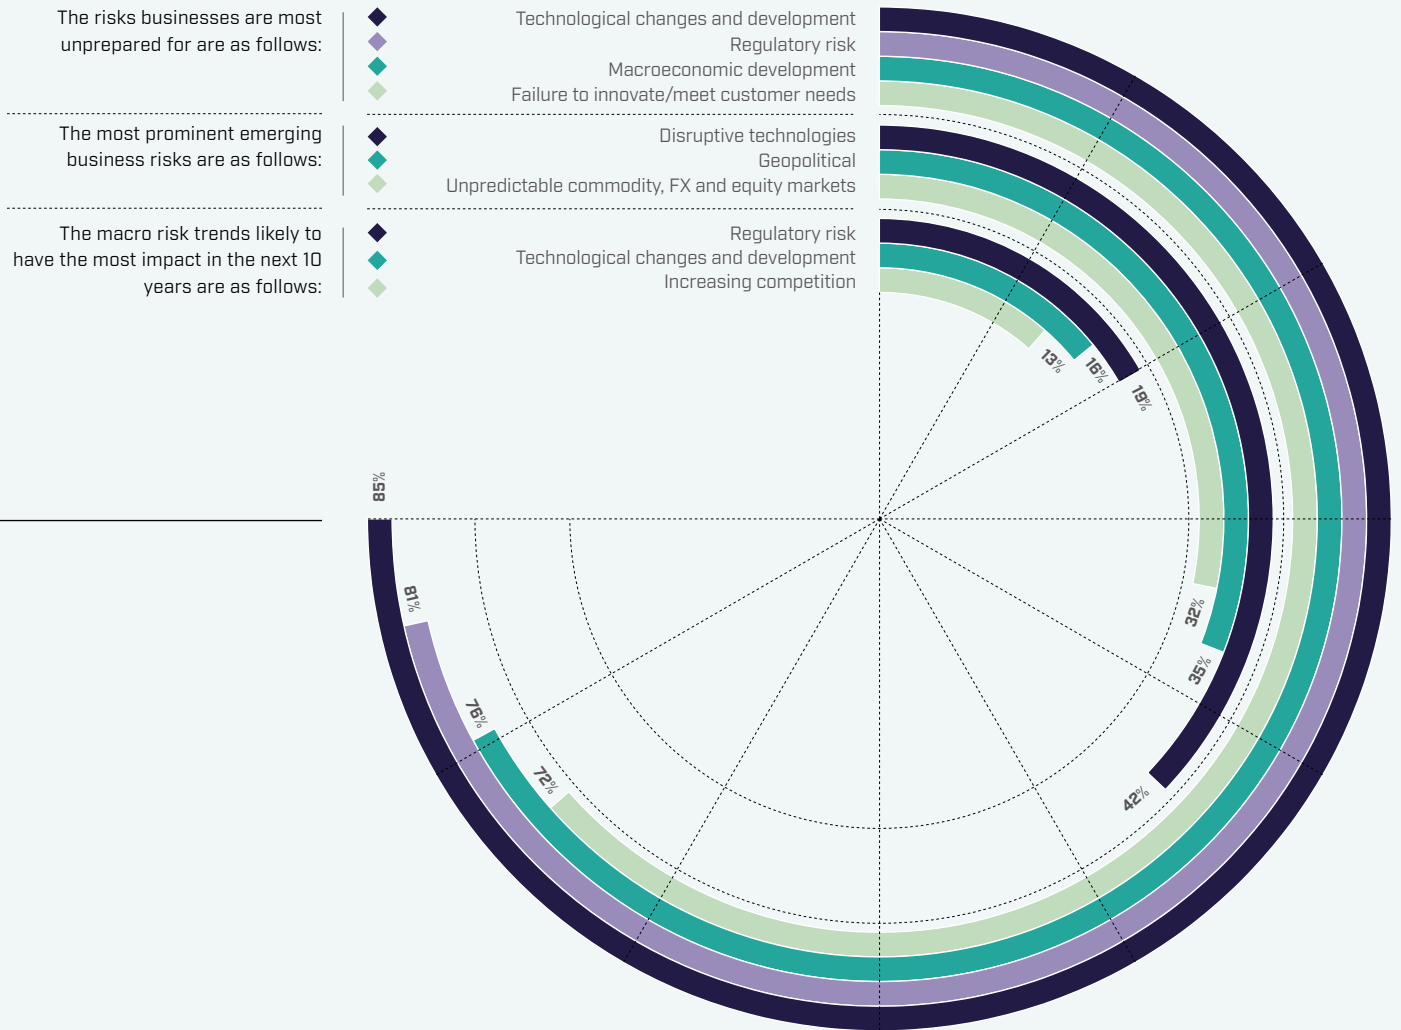 The risks businesses are most
unprepared for are as follows:
Technological changes and development
Regulatory risk
Macroeconomic development
Failure to innovate/meet customer needs
The most prominent emerging
business risks are as follows:
Disruptive technologies
Geopolitical
Unpredictable commodity, FX and equity markets
The macro risk trends likely to
have the most impact in the next 10
years are as follows:
Regulatory risk
Technological changes and development
Increasing competition
13%
16%
19%
85%
81%
32%
35%
76%
72%
42%